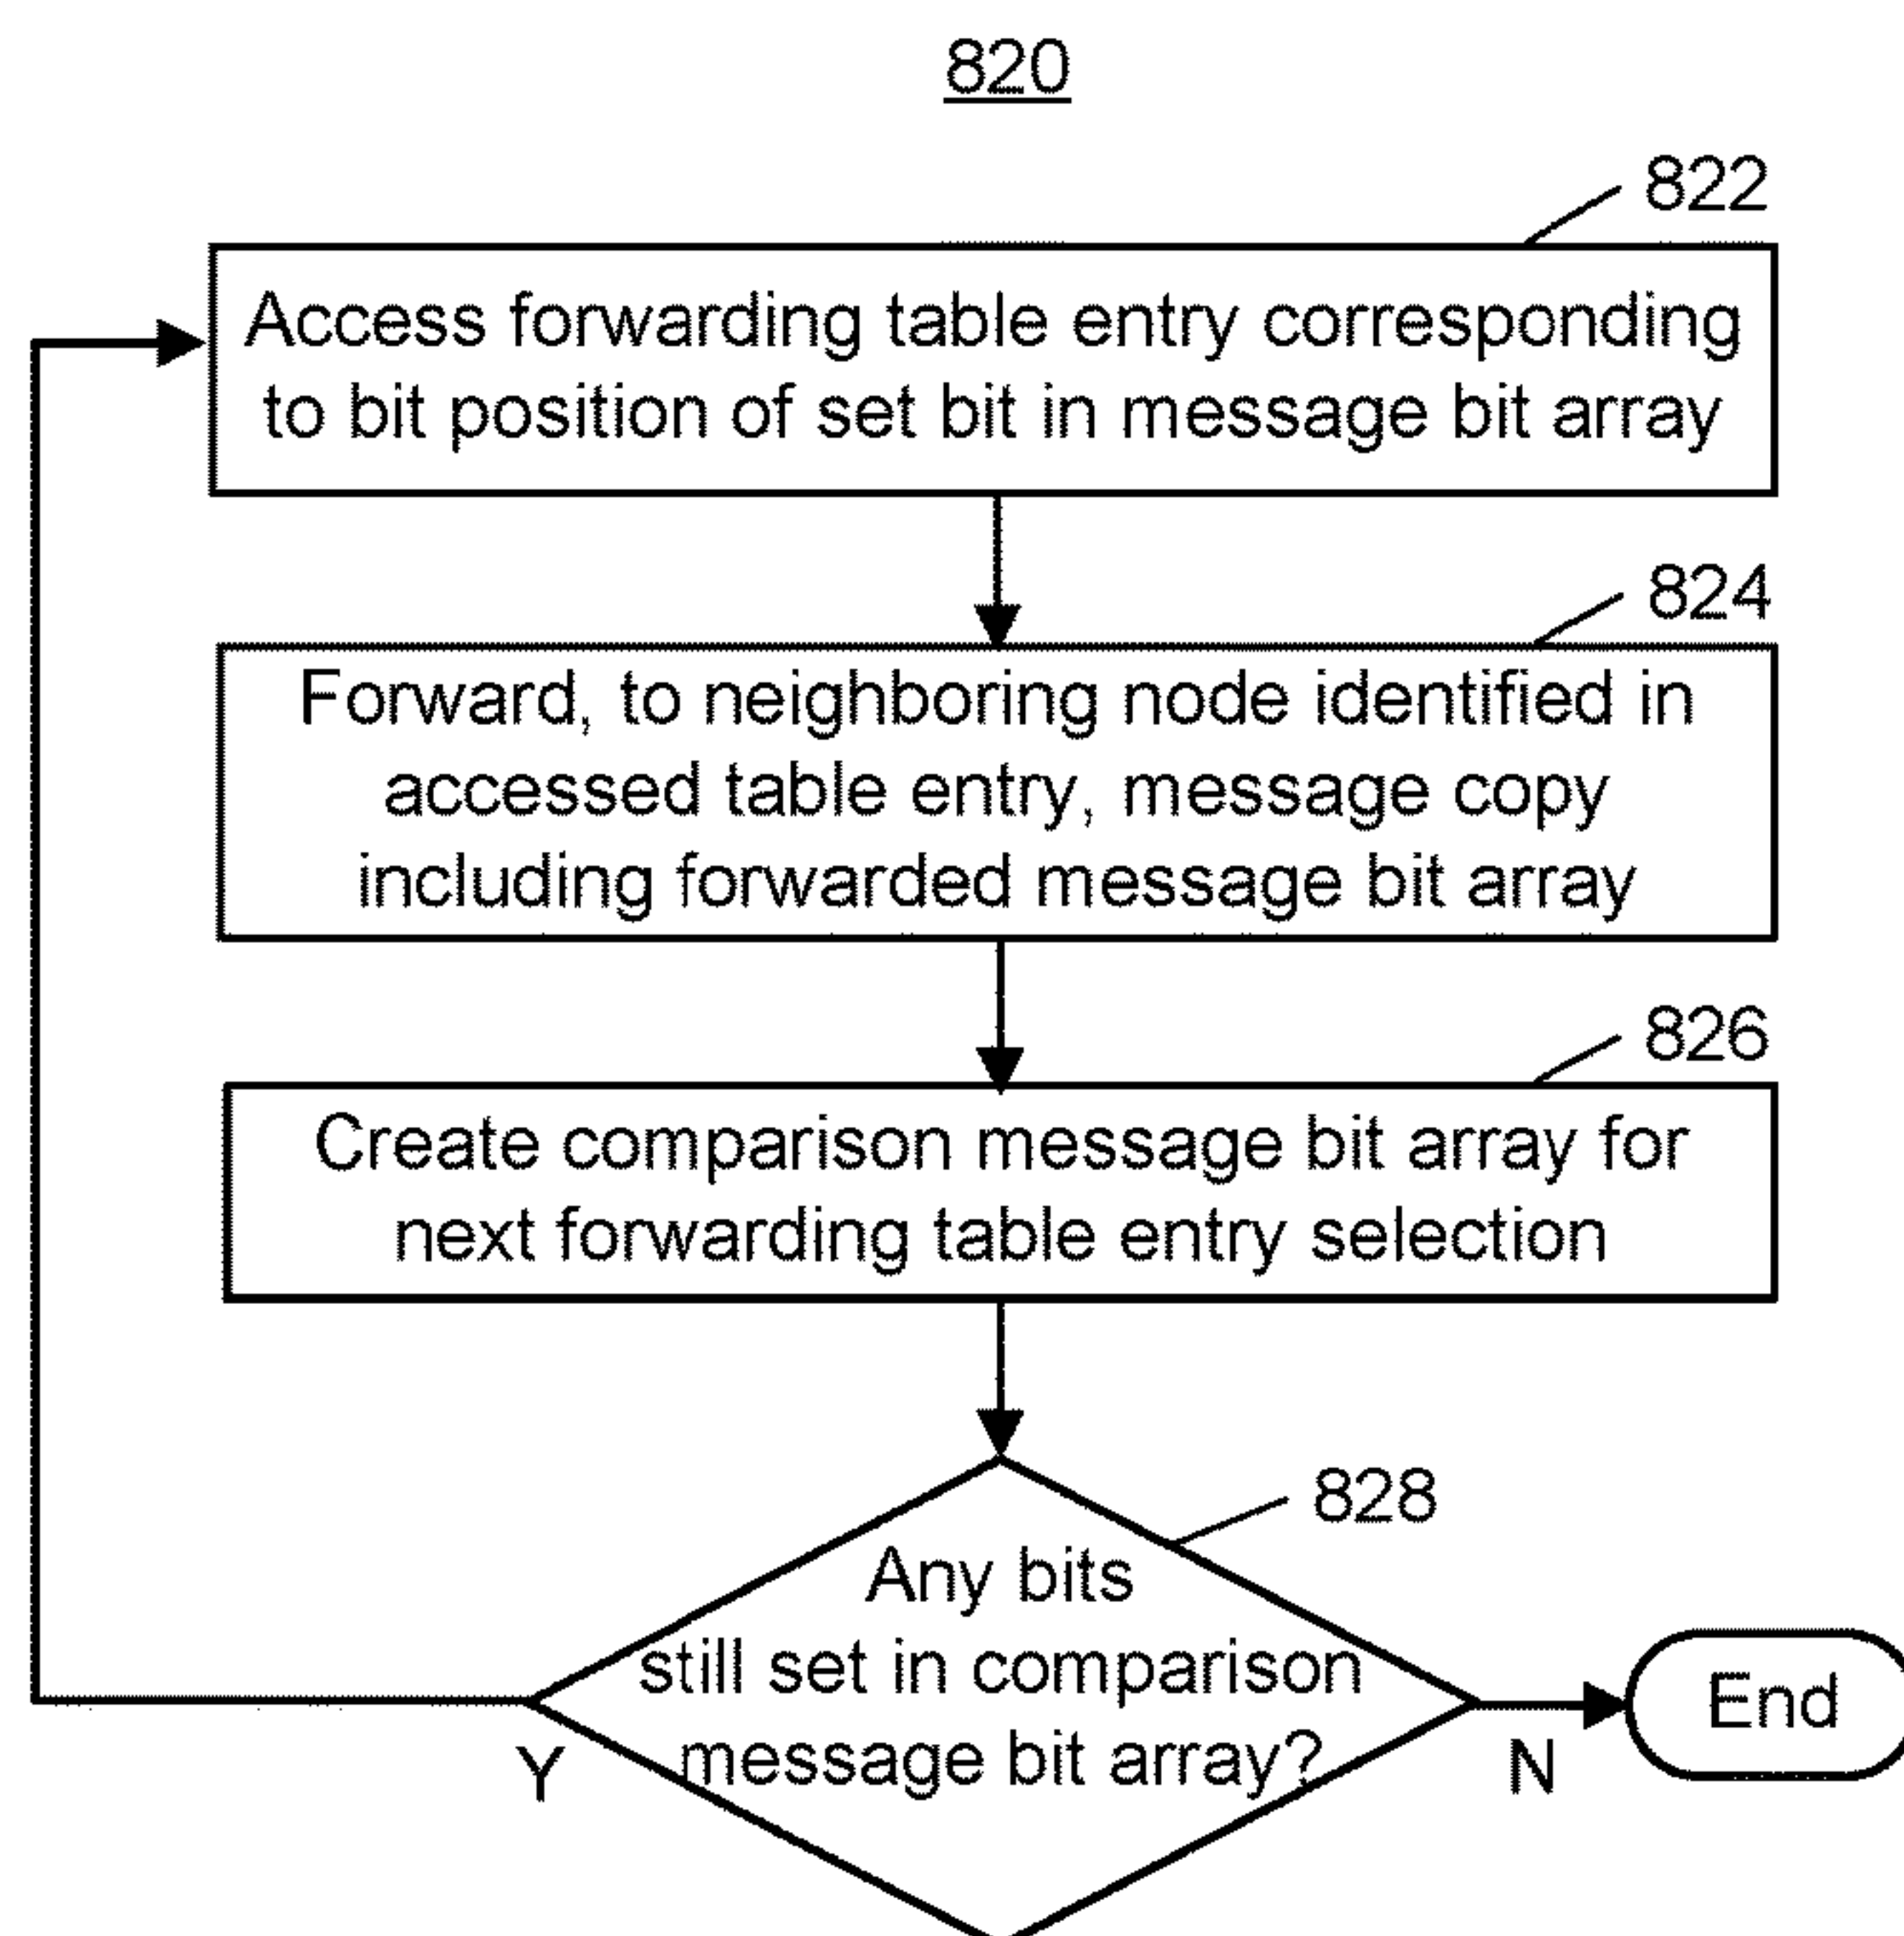 820
822
Access forwarding table entry corresponding
to bit position of set bit in message bit array
824
Forward, to neighboring node identified in
accessed table entry, message copy
including forwarded message bit array
826
Create comparison message bit array for
next forwarding table entry selection
828
Any bits
still set in comparison
message bit array?
Y
N
End